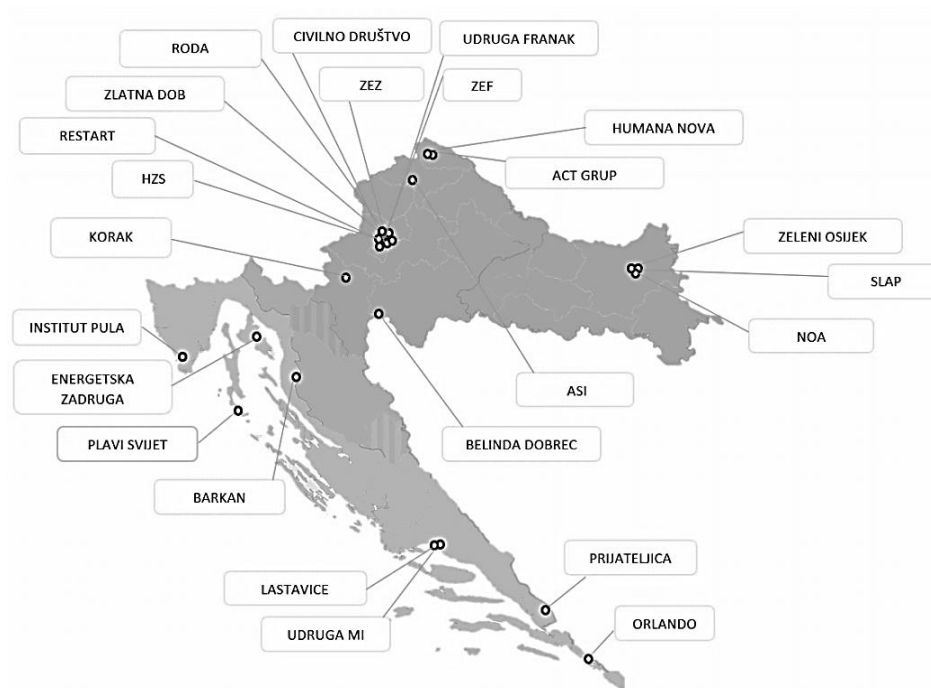 CIVILNO DRUŠTVO
UDRUGA FRANAK
RODA
ZEZ
ZEF
ZLATNA DOB
HUMANA NOVA
RESTART
ACT GRUP
HZS
KORAK
ZELENI OSIJEK
SLAP
INSTITUT PULA
NOA
ENERGETSKA
ZADRUGA
ASI
PLAVI SVIJET
BELINDA DOBREC
BARKAN
PRIJATELJICA
LASTAVICE
ORLANDO
UDRUGA MI